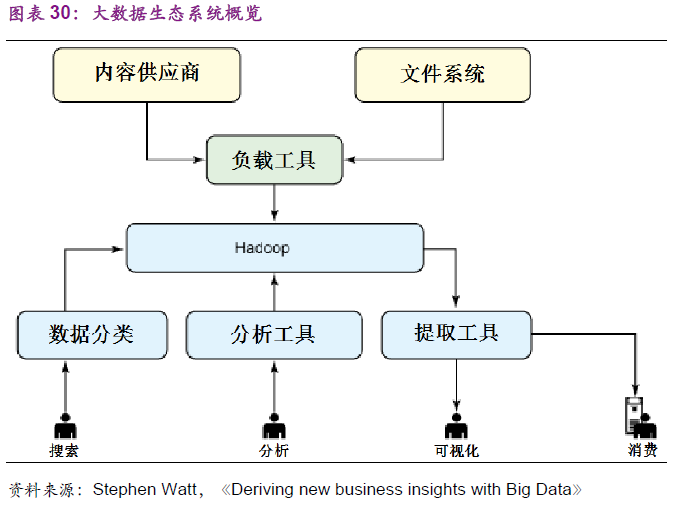 图表 30：大数据生态系统概览
内容供应商
文件系统
负载工具
Hadoop
数据分类
分析工具
提取工具
搜索
分析
可视化
消费
资料来源：Stephen Watt，《Deriving new business insights with Big Data》